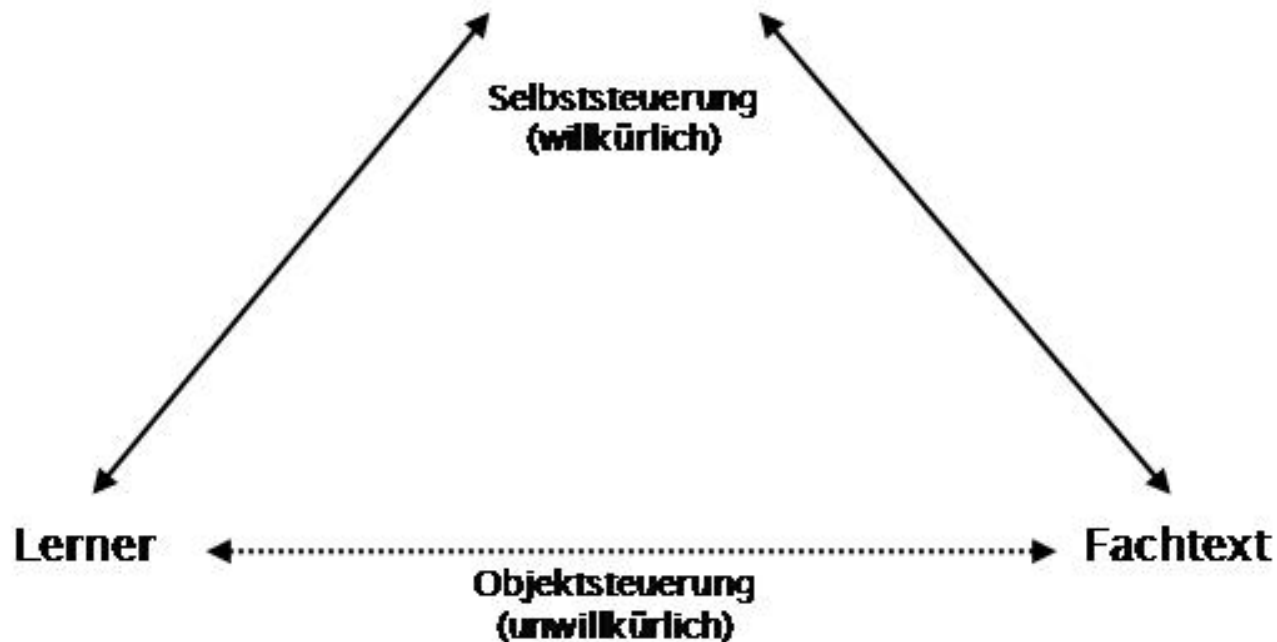 Selbststeuerung
(willkürlich)
Lerner
Fachtext
Objektsteuerung
(unwillkürlich)